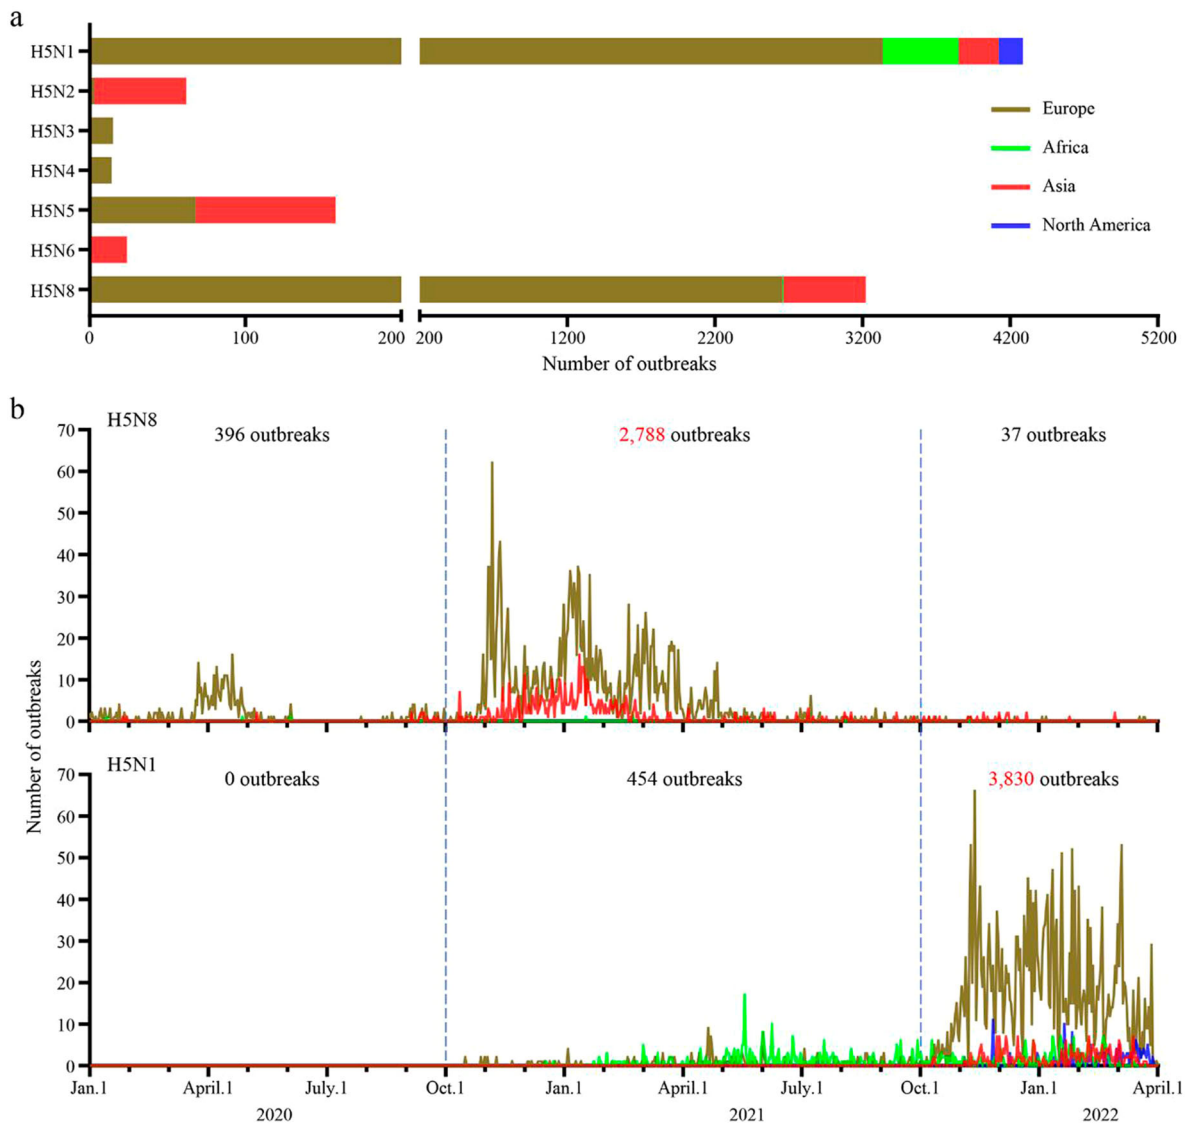 a
H5N1
H5N2
H5N3
H5N4
H5N5
H5N6
H5N8
Europe
Africa
Asia
North America
0 100 200 200 1200 2200 3200 4200 5200
Number of outbreaks
b
H5N8
396 outbreaks 2,788 outbreaks 37 outbreaks
70
60
50
40
30
20
10
0
Number of outbreaks
H5N1
0 outbreaks 454 outbreaks 3,830 outbreaks
70
60
50
40
30
20
10
0
Jan.1 April.1 July.1 Oct.1 Jan.1 April.1 July.1 Oct.1 Jan.1 April.1
2020 2021 2022